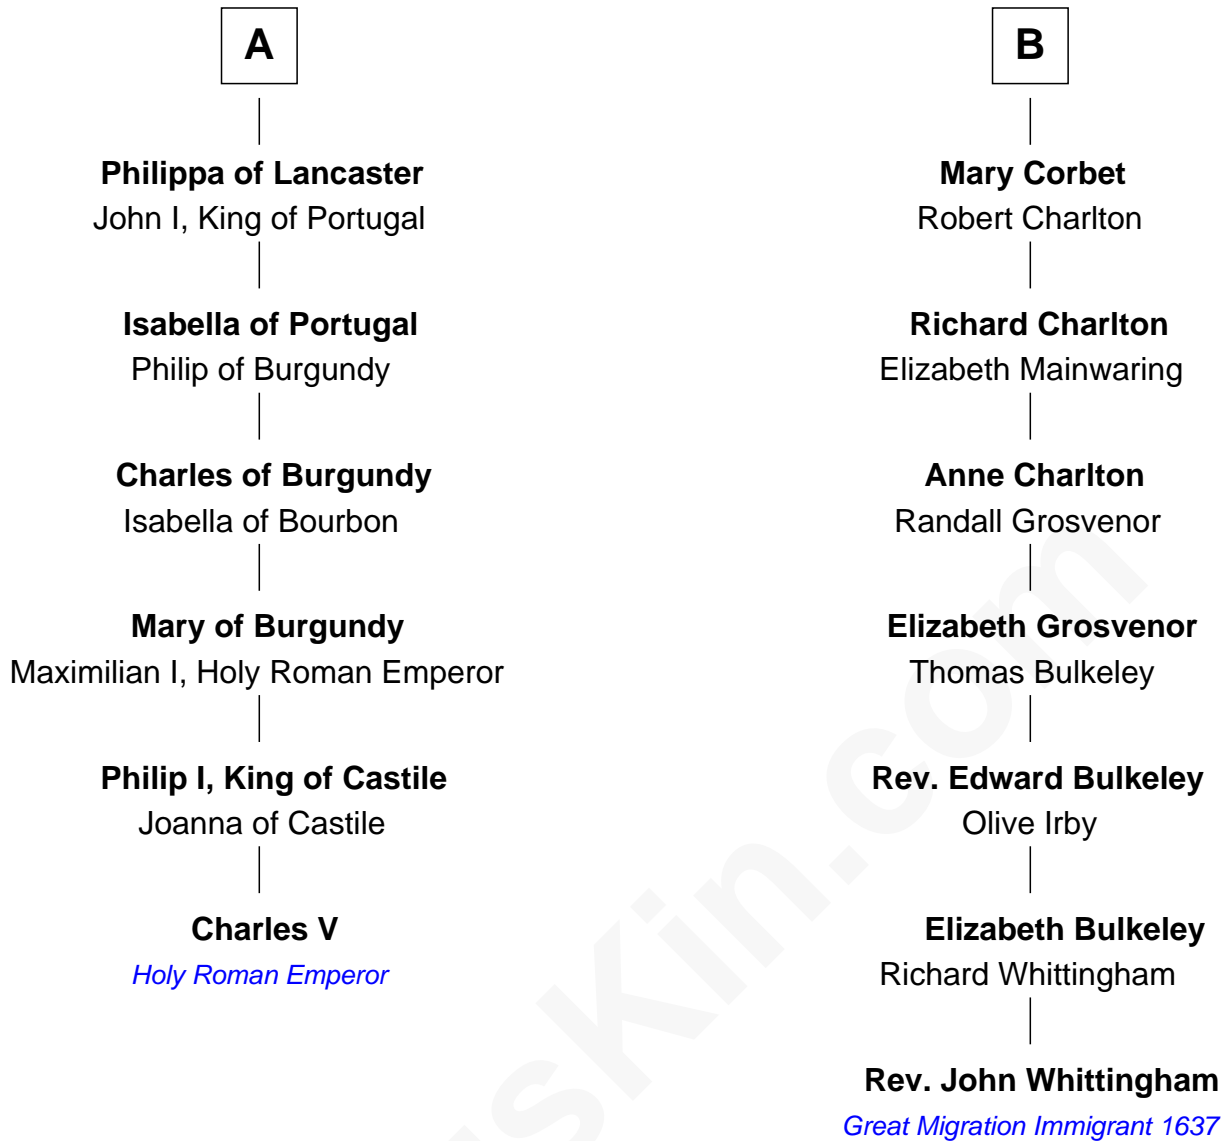 A
Philippa of Lancaster
John I, King of Portugal
Isabella of Portugal
Philip of Burgundy
Charles of Burgundy
Isabella of Bourbon
Mary of Burgundy
Maximilian I, Holy Roman Emperor
Philip I, King of Castile
Joanna of Castile
Charles V
Holy Roman Emperor
B
Mary Corbet
Robert Charlton
Richard Charlton
Elizabeth Mainwaring
Anne Charlton
Randall Grosvenor
Elizabeth Grosvenor
Thomas Bulkeley
Rev. Edward Bulkeley
Olive Irby
Elizabeth Bulkeley
Richard Whittingham
Rev. John Whittingham
Great Migration Immigrant 1637
sKin.com